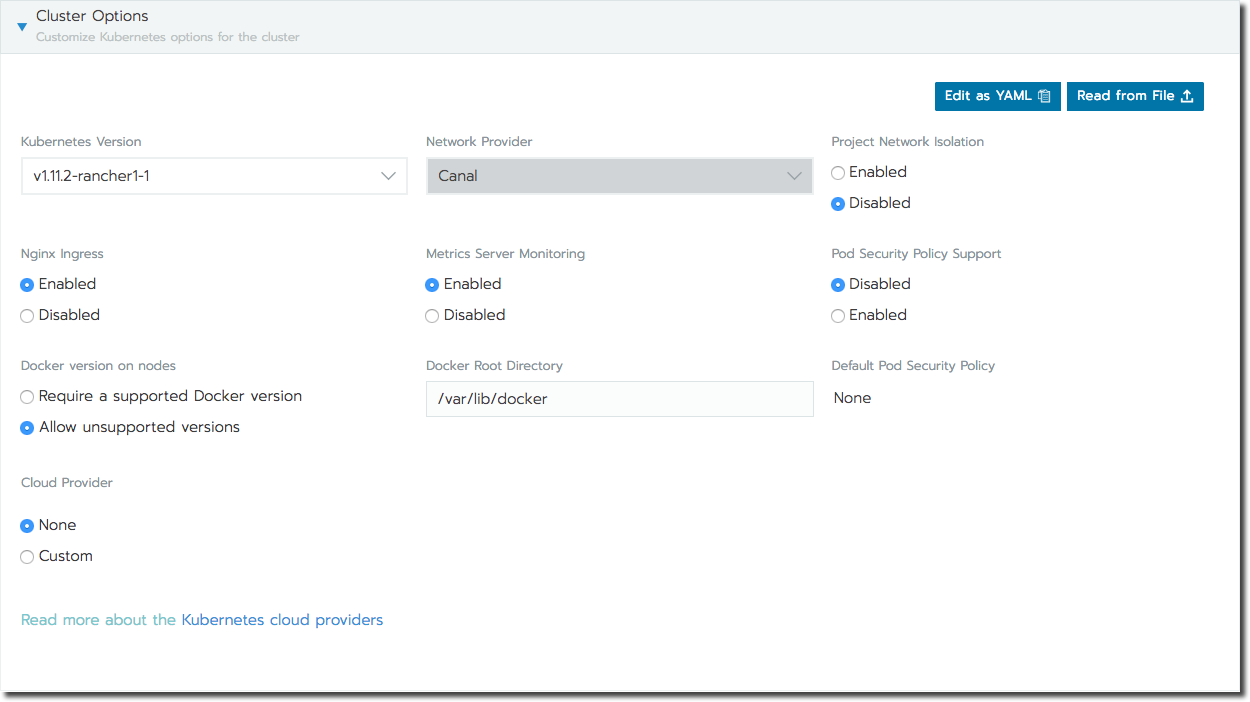 Cluster Options
Customize Kubernetes options for the cluster
Edit as YAML
Read from File
Kubernetes Version
v1.11.2-rancher1-1
Network Provider
Canal
Project Network Isolation
Enabled
Disabled
Nginx Ingress
Enabled
Disabled
Metrics Server Monitoring
Enabled
Disabled
Pod Security Policy Support
Disabled
Enabled
Docker version on nodes
Require a supported Docker version
Allow unsupported versions
Docker Root Directory
/var/lib/docker
Default Pod Security Policy
None
Cloud Provider
None
Custom
Read more about the Kubernetes cloud providers